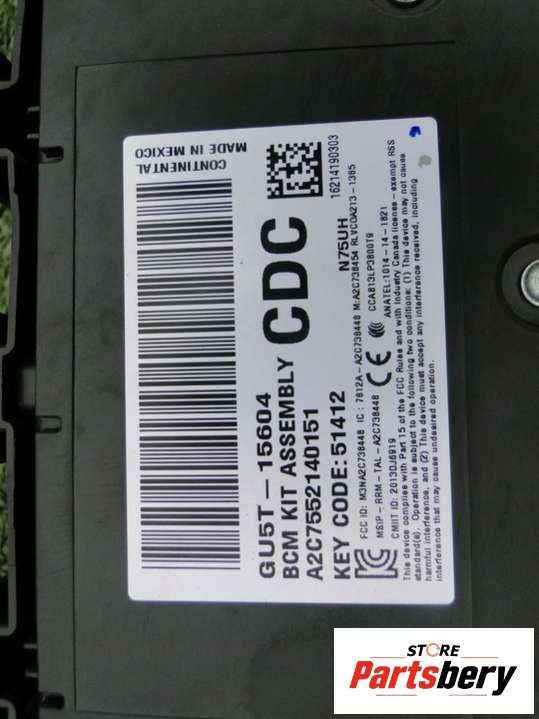 CONTINENTAL
MADE IN MEXICO
GU5T-15604
BCM KIT ASSEMBLY
CDC
A2C7552140151
KEY CODE: 51412
N75UH
16214190303
FCC ID: M3NA2C738448 IC: 7812A-A2C738448 M:A2C738454 RLVCOA213-1385
MSIP-RRM-TAL-A2C738448
CE
CCAB13LP3800T9
CMIIT ID: 2013DJ6919
ANATEL:1014-14-1821
This device complies with Part 15 of the FCC Rules and with Industry Canada license-exempt RSS
standard(s). Operation is subject to the following two conditions: (1) This device may not cause
harmful interference, and (2) This device must accept any interference received, including
interference that may cause undesired operation.
STORE
Partsbery